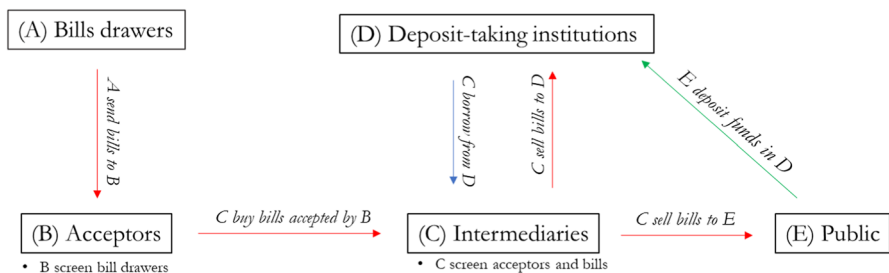 (A) Bills drawers
(D) Deposit-taking institutions
A send bills to B
C borrow from D
C sell bills to D
E deposit funds in D
C buy bills accepted by B
C sell bills to E
(B) Acceptors
(C) Intermediaries
(E) Public
• B screen bill drawers
• C screen acceptors and bills